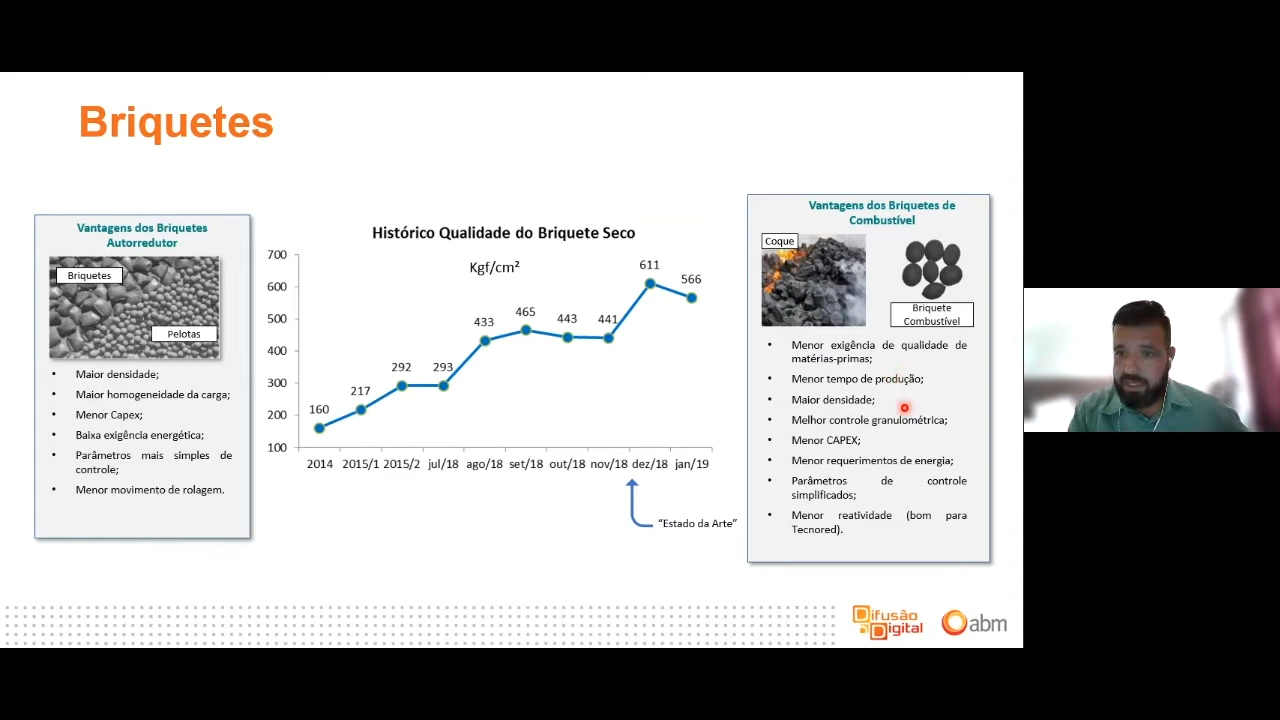 Briquetes
Vantagens dos Briquetes
Autorredutor
Briquetes
Pelotas
• Maior densidade;
• Maior homogeneidade da carga;
• Menor Capex;
• Baixa exigência energética;
• Parâmetros mais simples de
controle;
• Menor movimento de rolagem.
Histórico Qualidade do Briquete Seco
Kgf/cm²
700
600
500
400
300
200
100
160
217
292
293
433
465
443
441
611
566
2014 2015/1 2015/2 jul/18 ago/18 set/18 out/18 nov/18 dez/18 jan/19
"Estado da Arte"
Vantagens dos Briquetes de
Combustível
Coque
Briquete
Combustível
• Menor exigência de qualidade de
matérias-primas;
• Menor tempo de produção;
• Maior densidade;
• Melhor controle granulométrica;
• Menor CAPEX;
• Menor requerimentos de energia;
• Parâmetros de controle
simplificados;
• Menor reatividade (bom para
Tecnored).
Difusão
Digital
abm